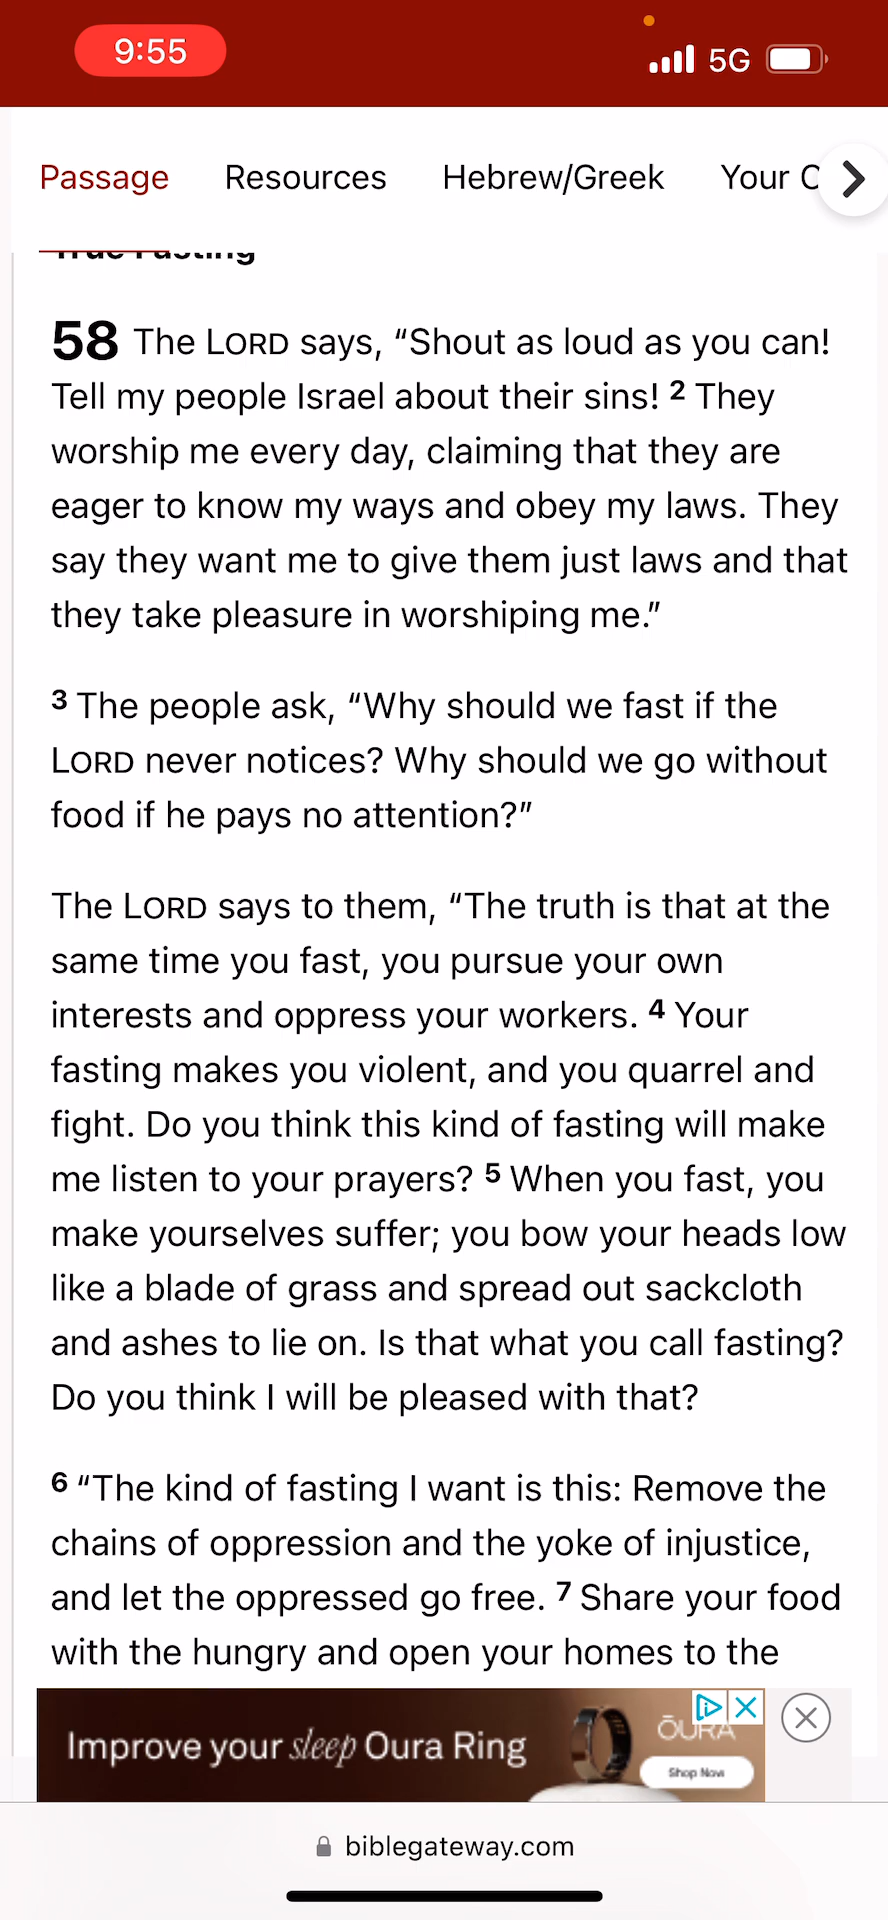 9:55
5G
Passage Resources Hebrew/Greek Your C
True Fasting
58 The LORD says, “Shout as loud as you can!
Tell my people Israel about their sins! 2 They
worship me every day, claiming that they are
eager to know my ways and obey my laws. They
say they want me to give them just laws and that
they take pleasure in worshiping me.”
3 The people ask, “Why should we fast if the
LORD never notices? Why should we go without
food if he pays no attention?”
The LORD says to them, “The truth is that at the
same time you fast, you pursue your own
interests and oppress your workers. 4 Your
fasting makes you violent, and you quarrel and
fight. Do you think this kind of fasting will make
me listen to your prayers? 5 When you fast, you
make yourselves suffer; you bow your heads low
like a blade of grass and spread out sackcloth
and ashes to lie on. Is that what you call fasting?
Do you think I will be pleased with that?
6 “The kind of fasting I want is this: Remove the
chains of oppression and the yoke of injustice,
and let the oppressed go free. 7 Share your food
with the hungry and open your homes to the
Improve your sleep Oura Ring
ŌURA
Shop Now
biblegateway.com